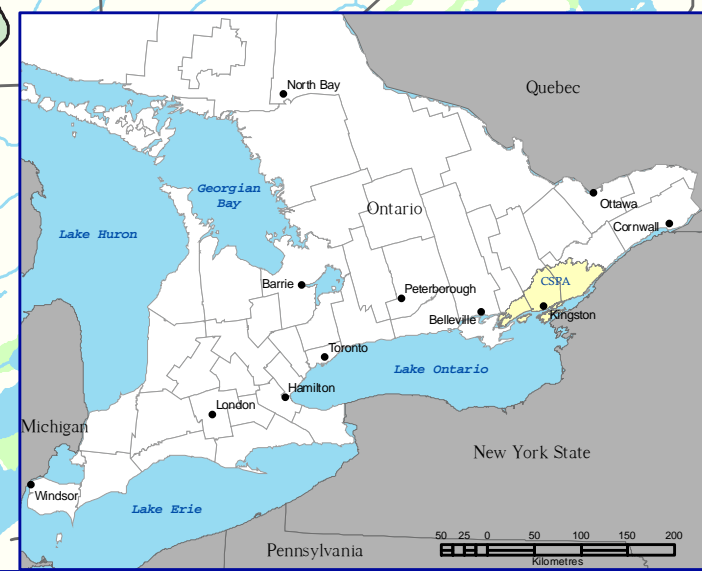 North Bay
Quebec
Georgian
Bay
Ottawa
Ontario
Cornwall
Lake Huron
CSPA
Barrie
Peterborough
Belleville
Kingston
Toronto
Lake Ontario
Hamilton
London
Michigan
New York State
Windsor
Lake Erie
Pennsylvania
50 25 0 50 100 150 200
Kilometres